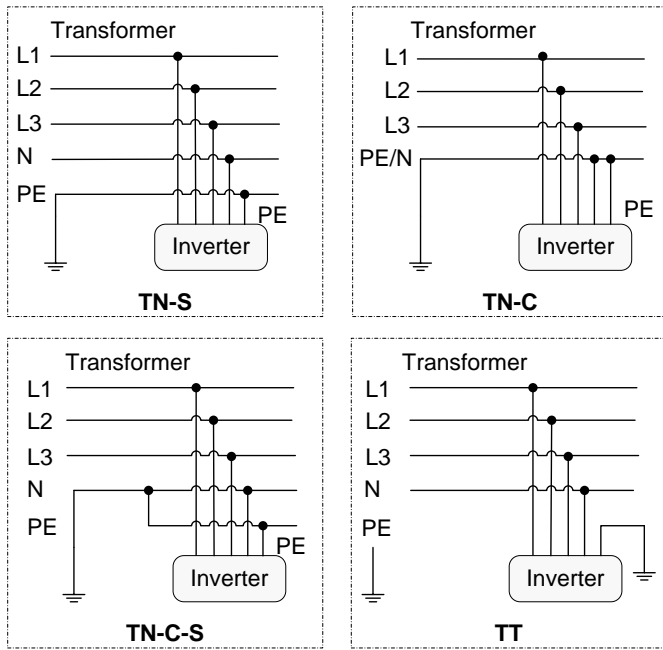 Transformer
L1
L2
L3
N
PE
PE
Inverter
TN-S
Transformer
L1
L2
L3
PE/N
PE
Inverter
TN-C
Transformer
L1
L2
L3
N
PE
PE
Inverter
TN-C-S
Transformer
L1
L2
L3
N
PE
Inverter
TT